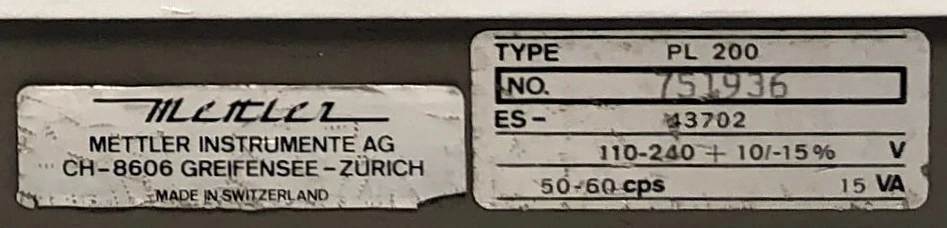 Mettler
METTLER INSTRUMENTE AG
CH-8606 GREIFENSEE-ZÜRICH
MADE IN SWITZERLAND
TYPE PL 200
NO. 751936
ES- 43702
110-240 + 10/-15% V
50-60 cps 15 VA